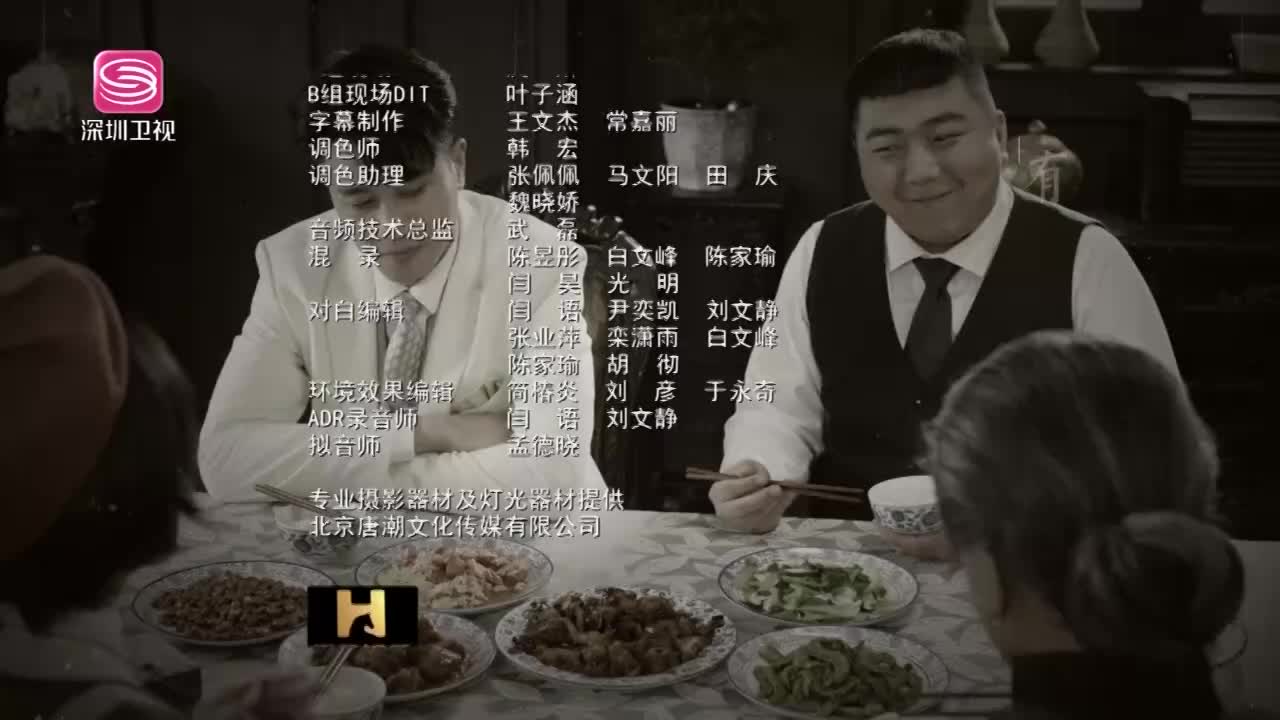 深圳卫视
B组现场DIT 叶子涵
字幕制作 王文杰 常嘉丽
调色师 韩 宏
调色助理 张佩佩 马文阳 田 庆
魏晓娇
音频技术总监 武 磊
混 录 陈昱彤 白文峰 陈家瑜
闫 昊 光 明
对白编辑 闫 语 尹奕凯 刘文静
张业萍 栾潇雨 白文峰
陈家瑜 胡 彻
环境效果编辑 简椿炎 刘 彦 于永奇
ADR录音师 闫 语 刘文静
拟音师 孟德晓
专业摄影器材及灯光器材提供
北京唐潮文化传媒有限公司
有